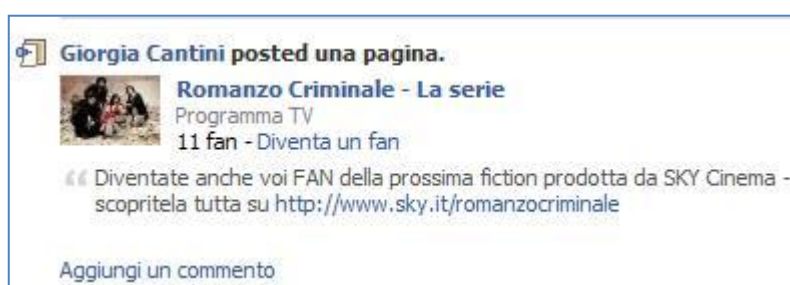 Giorgia Cantini posted una pagina.
Romanzo Criminale - La serie
Programma TV
11 fan - Diventa un fan
“ Diventate anche voi FAN della prossima fiction prodotta da SKY Cinema -
scopritela tutta su http://www.sky.it/romanzocriminale
Aggiungi un commento